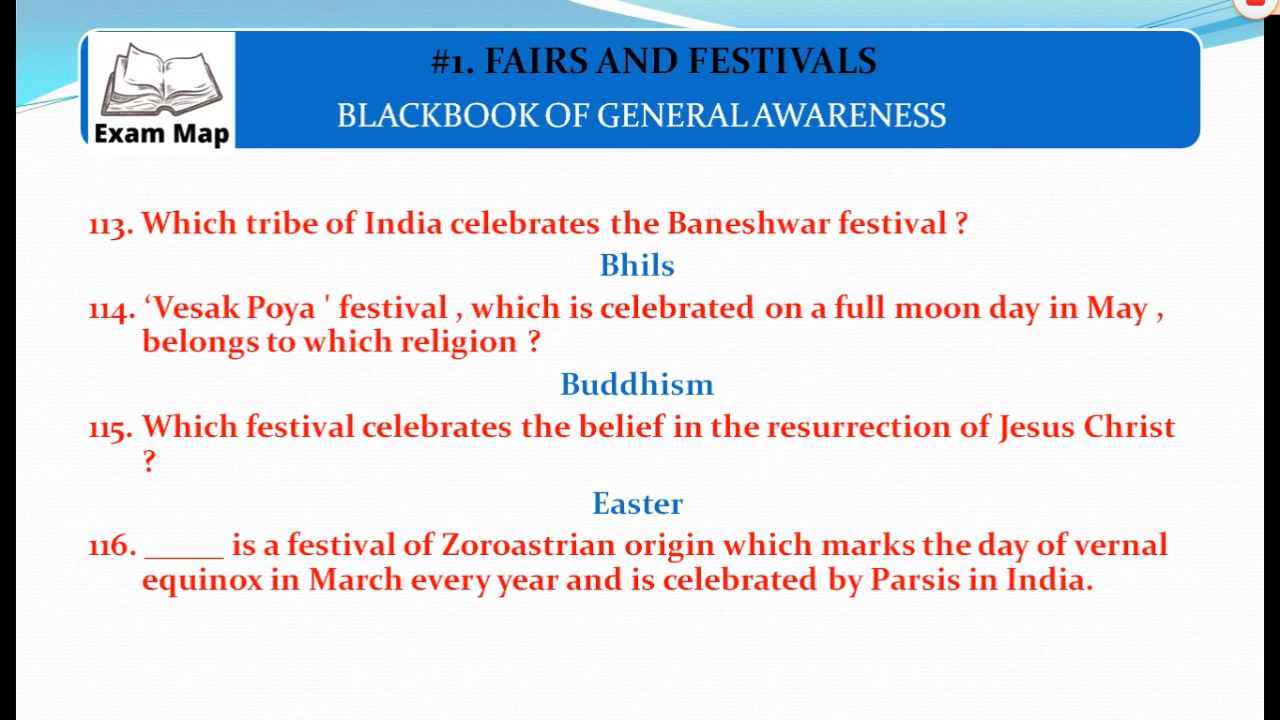 #1. FAIRS AND FESTIVALS
BLACKBOOK OF GENERAL AWARENESS
Exam Map
113. Which tribe of India celebrates the Baneshwar festival ?
Bhils
114. ‘Vesak Poya ' festival , which is celebrated on a full moon day in May ,
belongs to which religion ?
Buddhism
115. Which festival celebrates the belief in the resurrection of Jesus Christ
?
Easter
116. _____ is a festival of Zoroastrian origin which marks the day of vernal
equinox in March every year and is celebrated by Parsis in India.